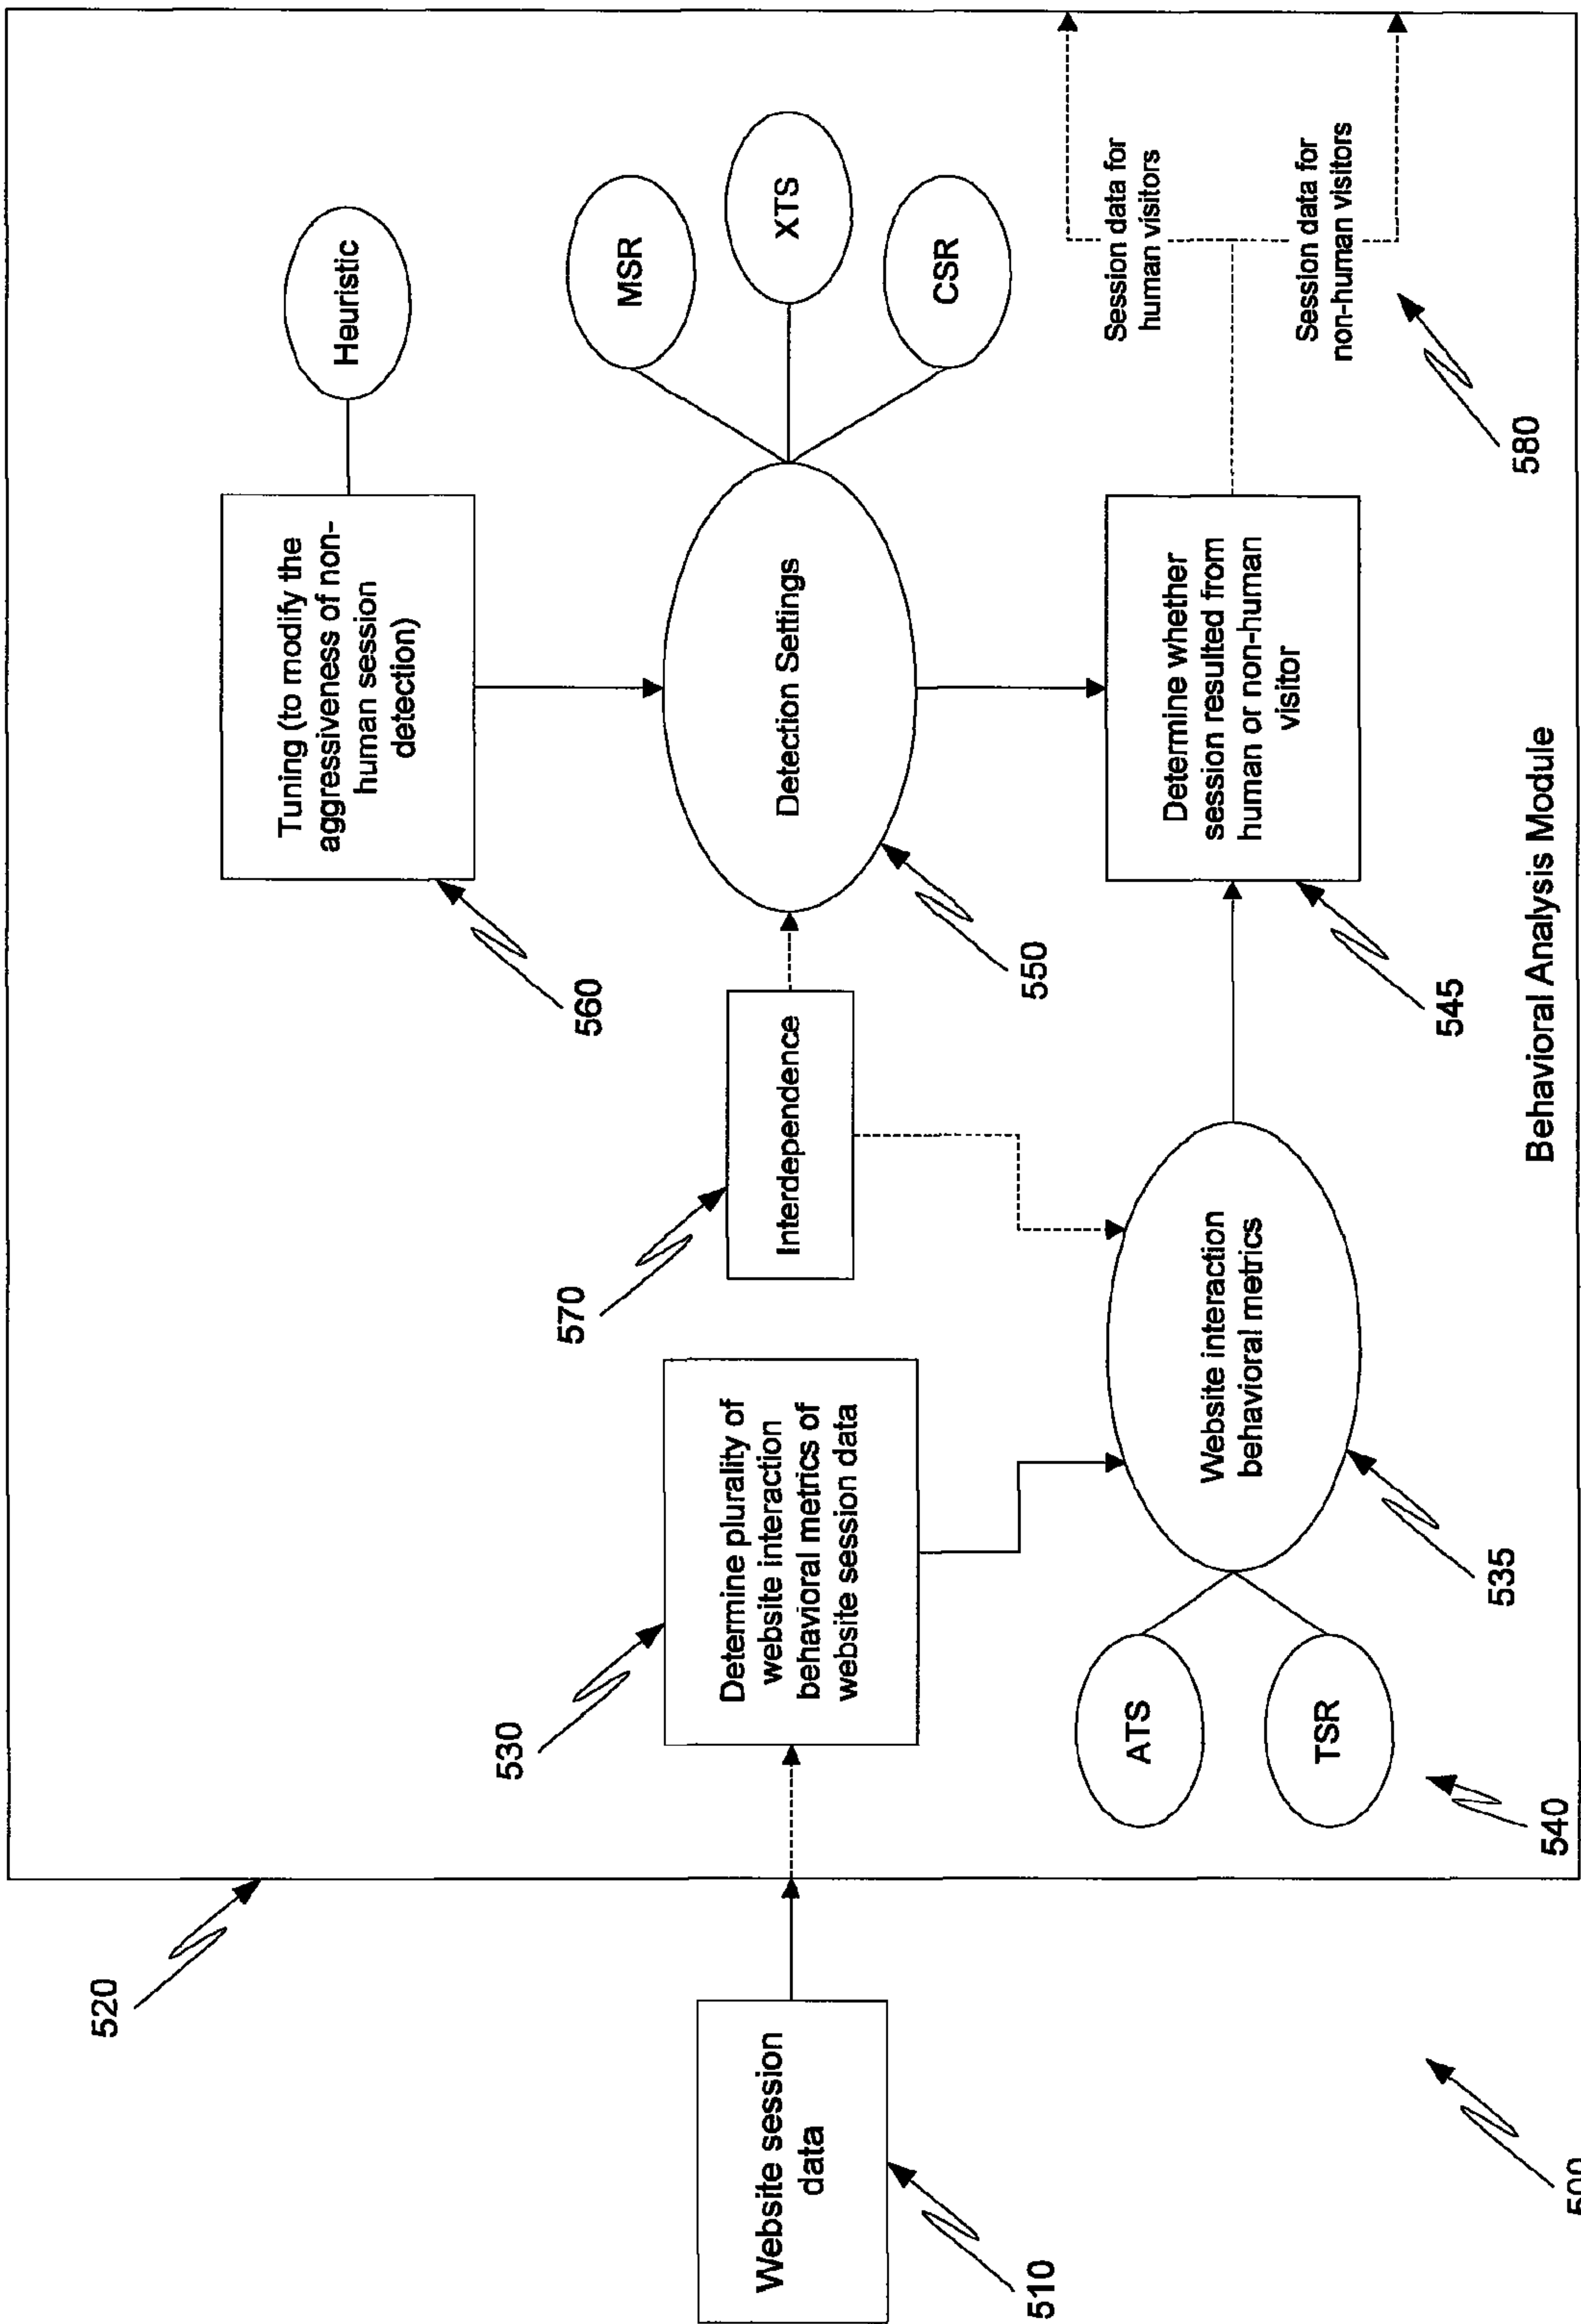 520
Website session
data
510
500
530
Determine plurality of
website interaction
behavioral metrics of
website session data
ATS
TSR
540
Website interaction
behavioral metrics
535
570
Interdependence
560
Tuning (to modify the
aggressiveness of non-
human session
detection)
Heuristic
Detection Settings
550
MSR
XTS
CSR
Determine whether
session resulted from
human or non-human
visitor
545
Session data for
human visitors
Session data for
non-human visitors
580
Behavioral Analysis Module